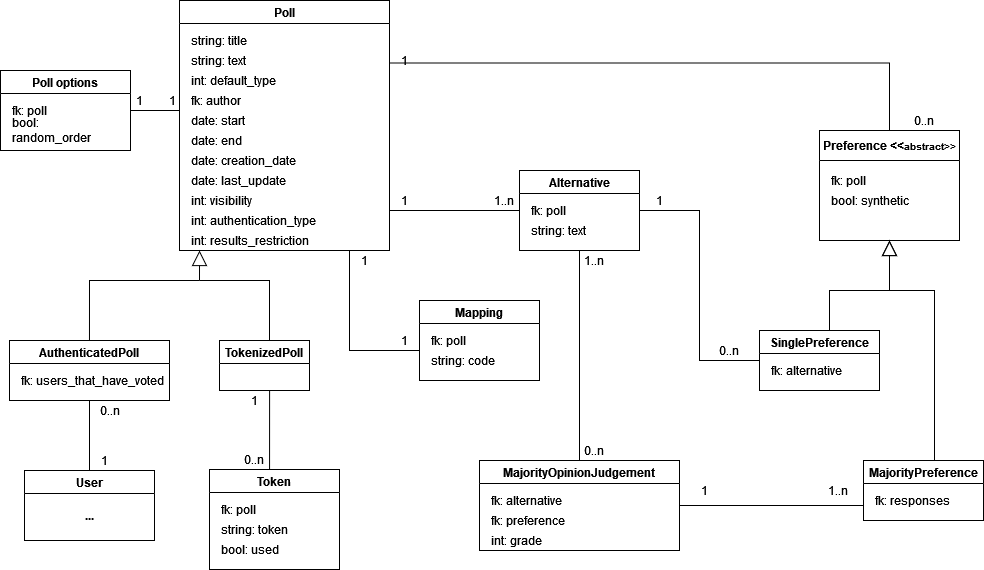 Poll
string: title
string: text
int: default_type
fk: author
date: start
date: end
date: creation_date
date: last_update
int: visibility
int: authentication_type
int: results_restriction
Poll options
fk: poll
bool:
random_order
1
1
1
0..n
Preference <<abstract>>
fk: poll
bool: synthetic
1
1..n
Alternative
fk: poll
string: text
1
1..n
1
1
Mapping
fk: poll
string: code
0..n
SinglePreference
fk: alternative
AuthenticatedPoll
fk: users_that_have_voted
TokenizedPoll
0..n
1
1
0..n
User
...
Token
fk: poll
string: token
bool: used
0..n
MajorityOpinionJudgement
fk: alternative
fk: preference
int: grade
1
1..n
MajorityPreference
fk: responses